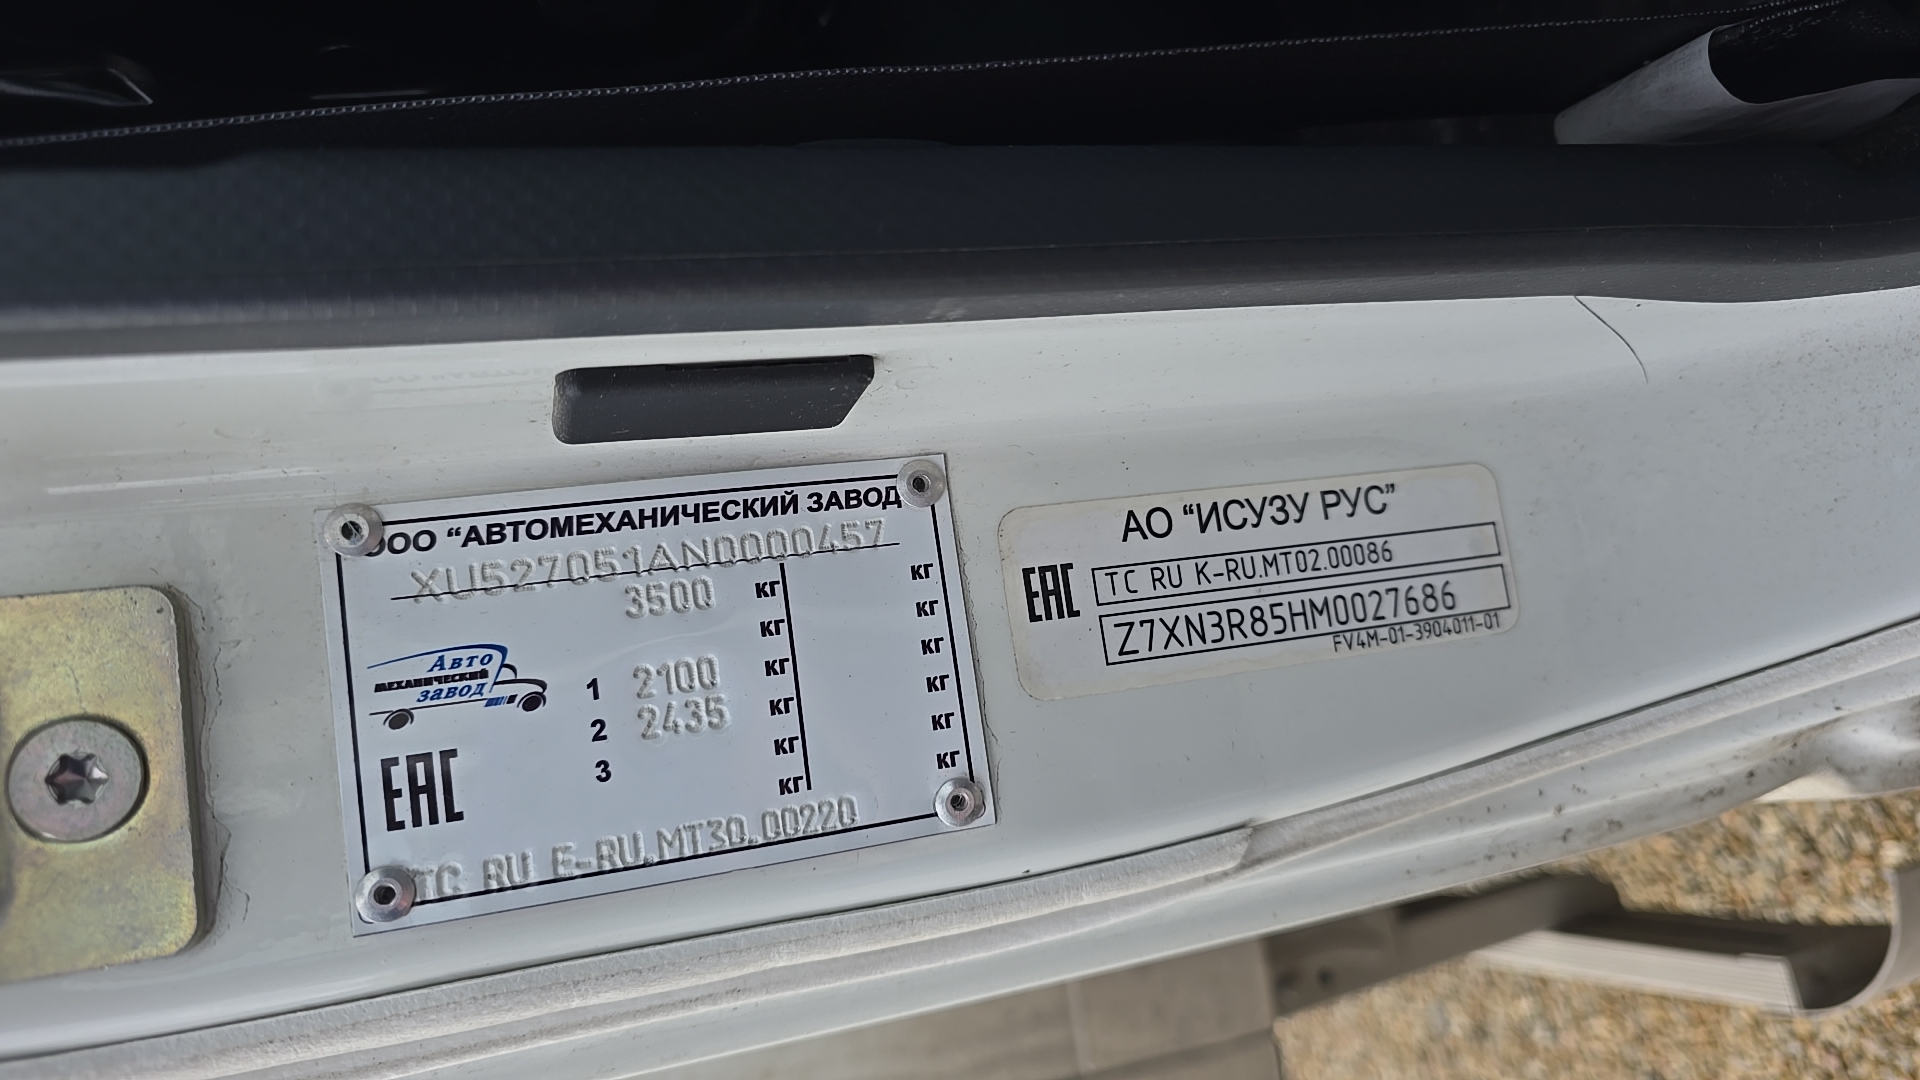 ООО “АВТОМЕХАНИЧЕСКИЙ ЗАВОД
XU527051AN0000457
3500 кг кг
кг кг
1 2100 кг кг
2 2435 кг кг
3 кг кг
кг кг
Авто
МЕХАНИЧЕСКИЙ
завод
EAC
TC RU E-RU.MT30.00220
АО “ИСУЗУ РУС”
EAC
TC RU K-RU.MT02.00086
Z7XN3R85HM0027686
FV4M-01-3904011-01